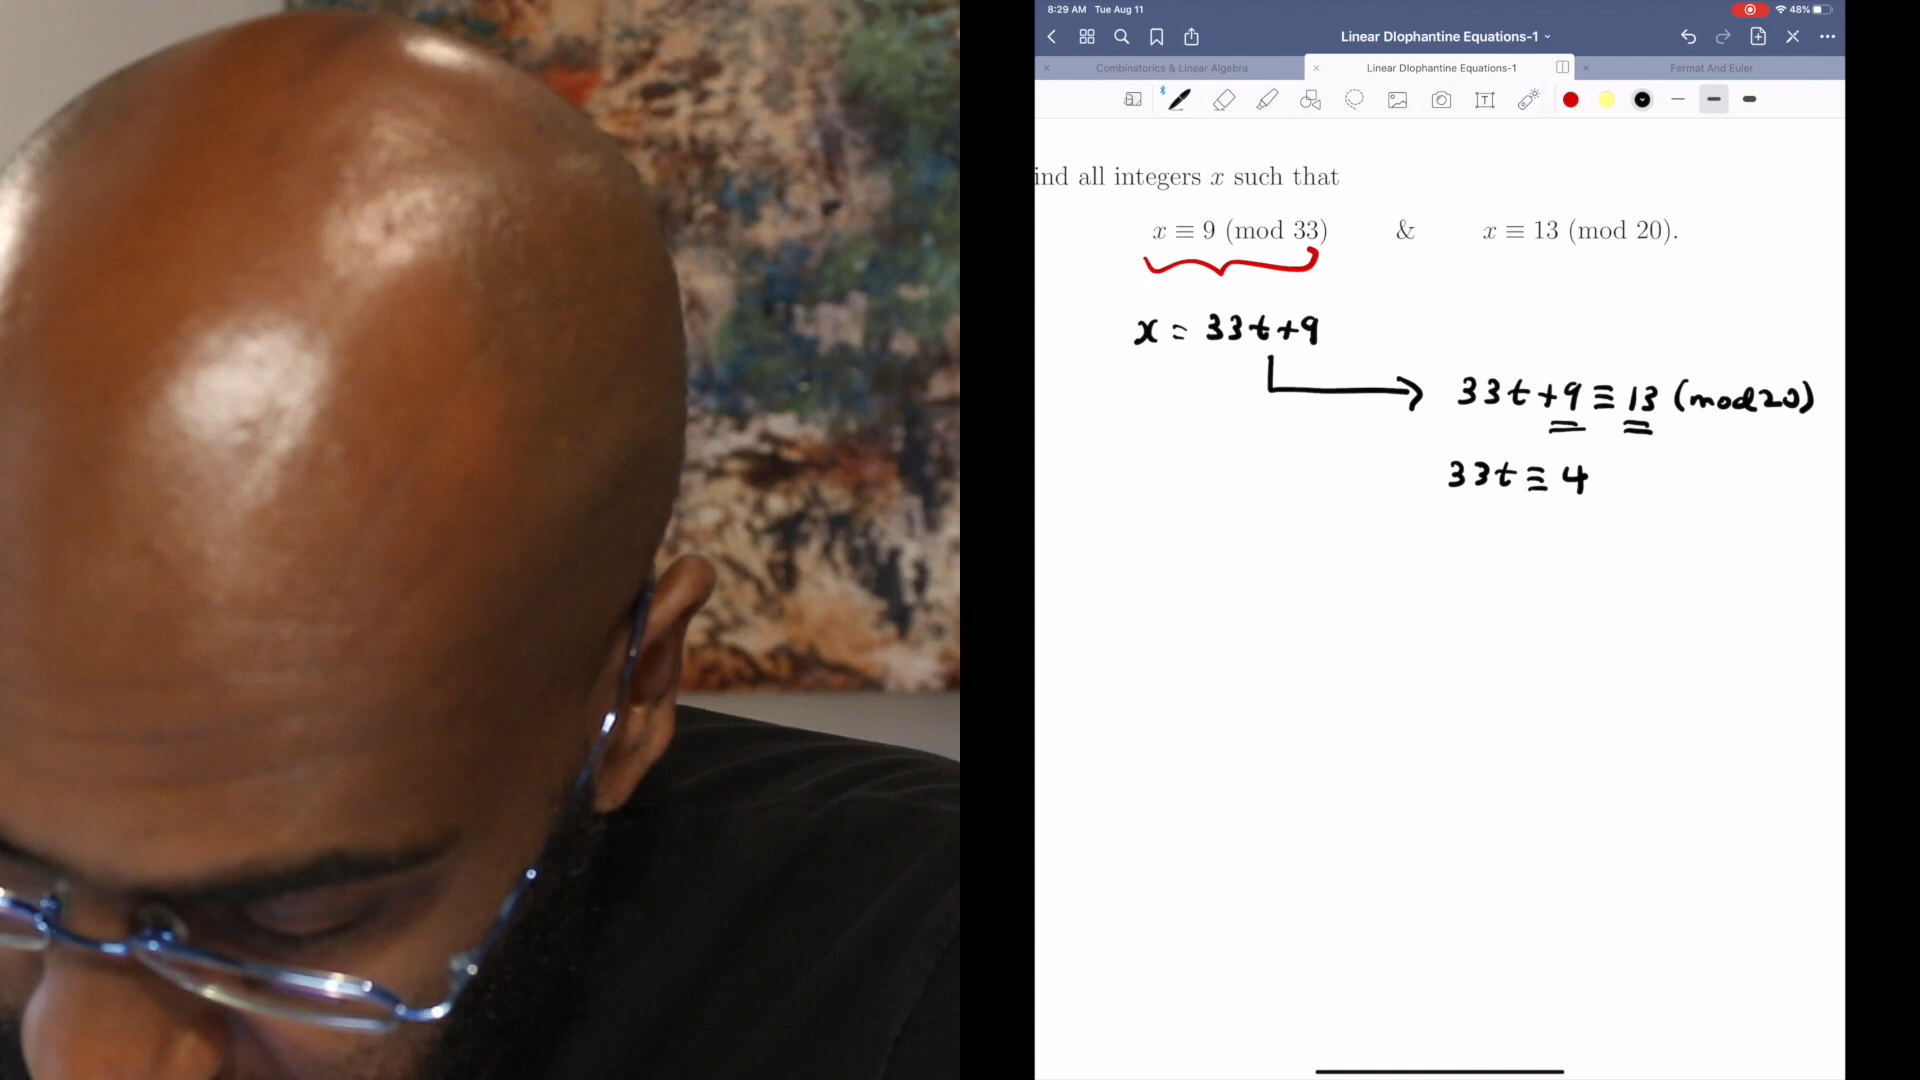 8:29 AM Tue Aug 11 48%
Linear DIophantine Equations-1
Combinatorics & Linear Algebra Linear DIophantine Equations-1 Fermat And Euler
ind all integers x such that
x ≡ 9 (mod 33) & x ≡ 13 (mod 20).
x = 33t+9
33t+9 ≡ 13 (mod 20)
33t ≡ 4